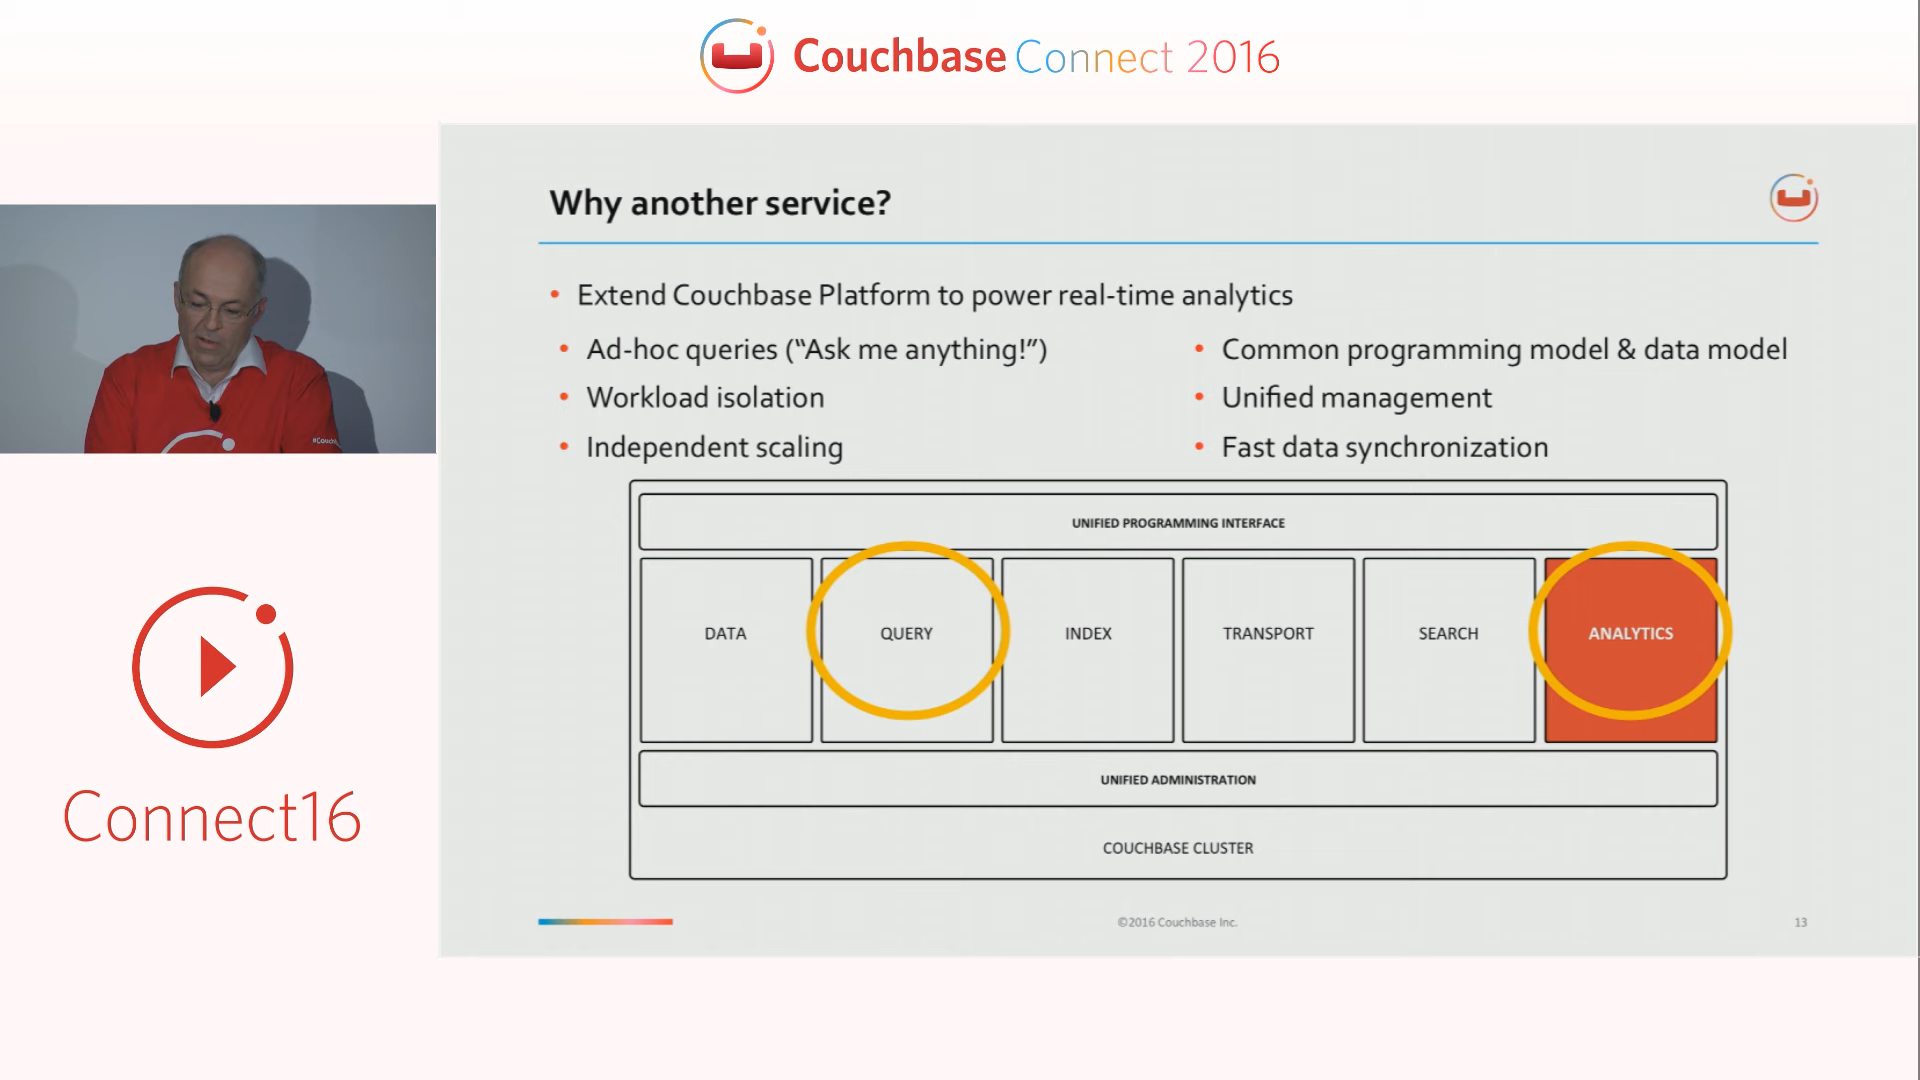 Couchbase Connect 2016
Why another service?
• Extend Couchbase Platform to power real-time analytics
• Ad-hoc queries (“Ask me anything!”)
• Workload isolation
• Independent scaling
• Common programming model & data model
• Unified management
• Fast data synchronization
UNIFIED PROGRAMMING INTERFACE
DATA
QUERY
INDEX
TRANSPORT
SEARCH
ANALYTICS
UNIFIED ADMINISTRATION
COUCHBASE CLUSTER
©2016 Couchbase Inc.
13
Connect16